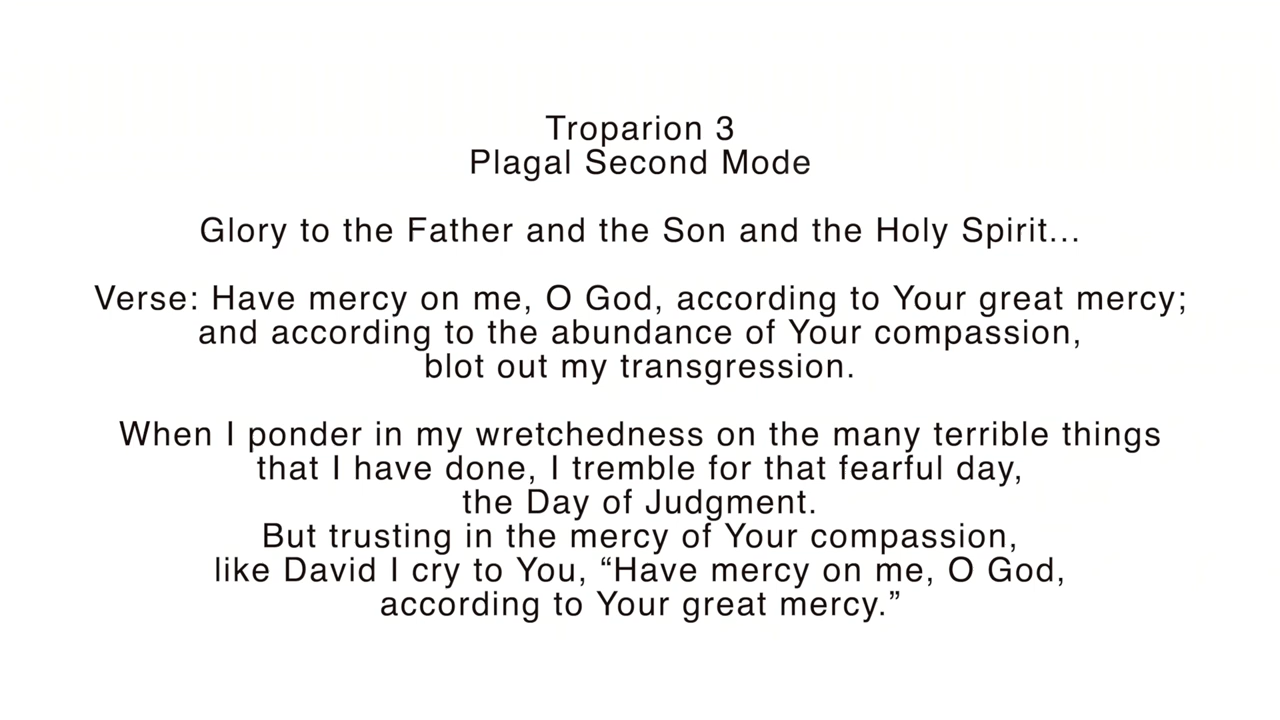 Troparion 3
Plagal Second Mode
Glory to the Father and the Son and the Holy Spirit...
Verse: Have mercy on me, O God, according to Your great mercy;
and according to the abundance of Your compassion,
blot out my transgression.
When I ponder in my wretchedness on the many terrible things
that I have done, I tremble for that fearful day,
the Day of Judgment.
But trusting in the mercy of Your compassion,
like David I cry to You, “Have mercy on me, O God,
according to Your great mercy.”